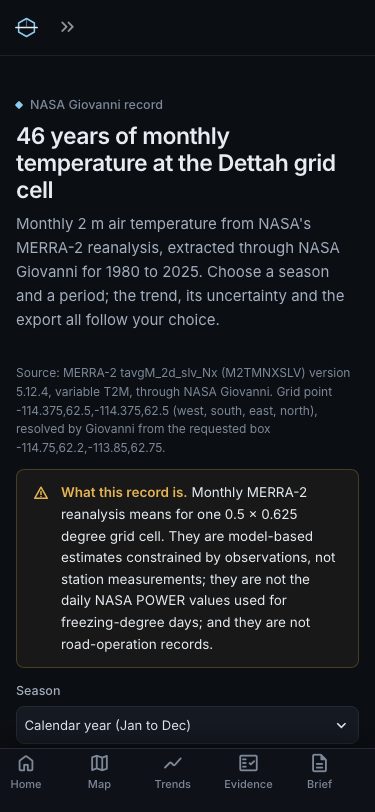 NASA Giovanni record
46 years of monthly
temperature at the Dettah grid
cell
Monthly 2 m air temperature from NASA's
MERRA-2 reanalysis, extracted through NASA
Giovanni for 1980 to 2025. Choose a season
and a period; the trend, its uncertainty and the
export all follow your choice.
Source: MERRA-2 tavgM_2d_slv_Nx (M2TMNXSLV) version
5.12.4, variable T2M, through NASA Giovanni. Grid point
-114.375,62.5,-114.375,62.5 (west, south, east, north),
resolved by Giovanni from the requested box
-114.75,62.2,-113.85,62.75.
What this record is. Monthly MERRA-2
reanalysis means for one 0.5 × 0.625
degree grid cell. They are model-based
estimates constrained by observations, not
station measurements; they are not the
daily NASA POWER values used for
freezing-degree days; and they are not
road-operation records.
Season
Calendar year (Jan to Dec)
Home Map Trends Evidence Brief